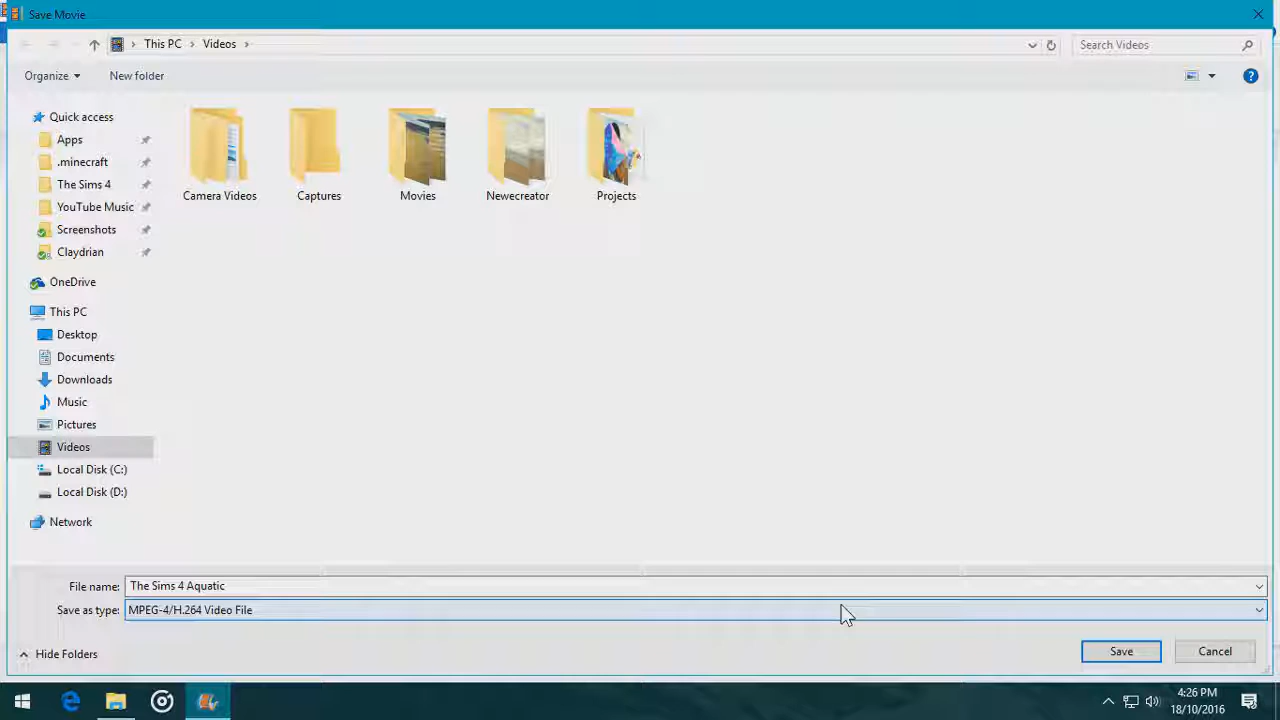 Save Movie
This PC > Videos >
Search Videos
Organize
New folder
Quick access
Apps
.minecraft
The Sims 4
YouTube Music
Screenshots
Claydrian
OneDrive
This PC
Desktop
Documents
Downloads
Music
Pictures
Videos
Local Disk (C:)
Local Disk (D:)
Network
Camera Videos
Captures
Movies
Newecreator
Projects
File name: The Sims 4 Aquatic
Save as type: MPEG-4/H.264 Video File
Hide Folders
Save
Cancel
4:26 PM
18/10/2016